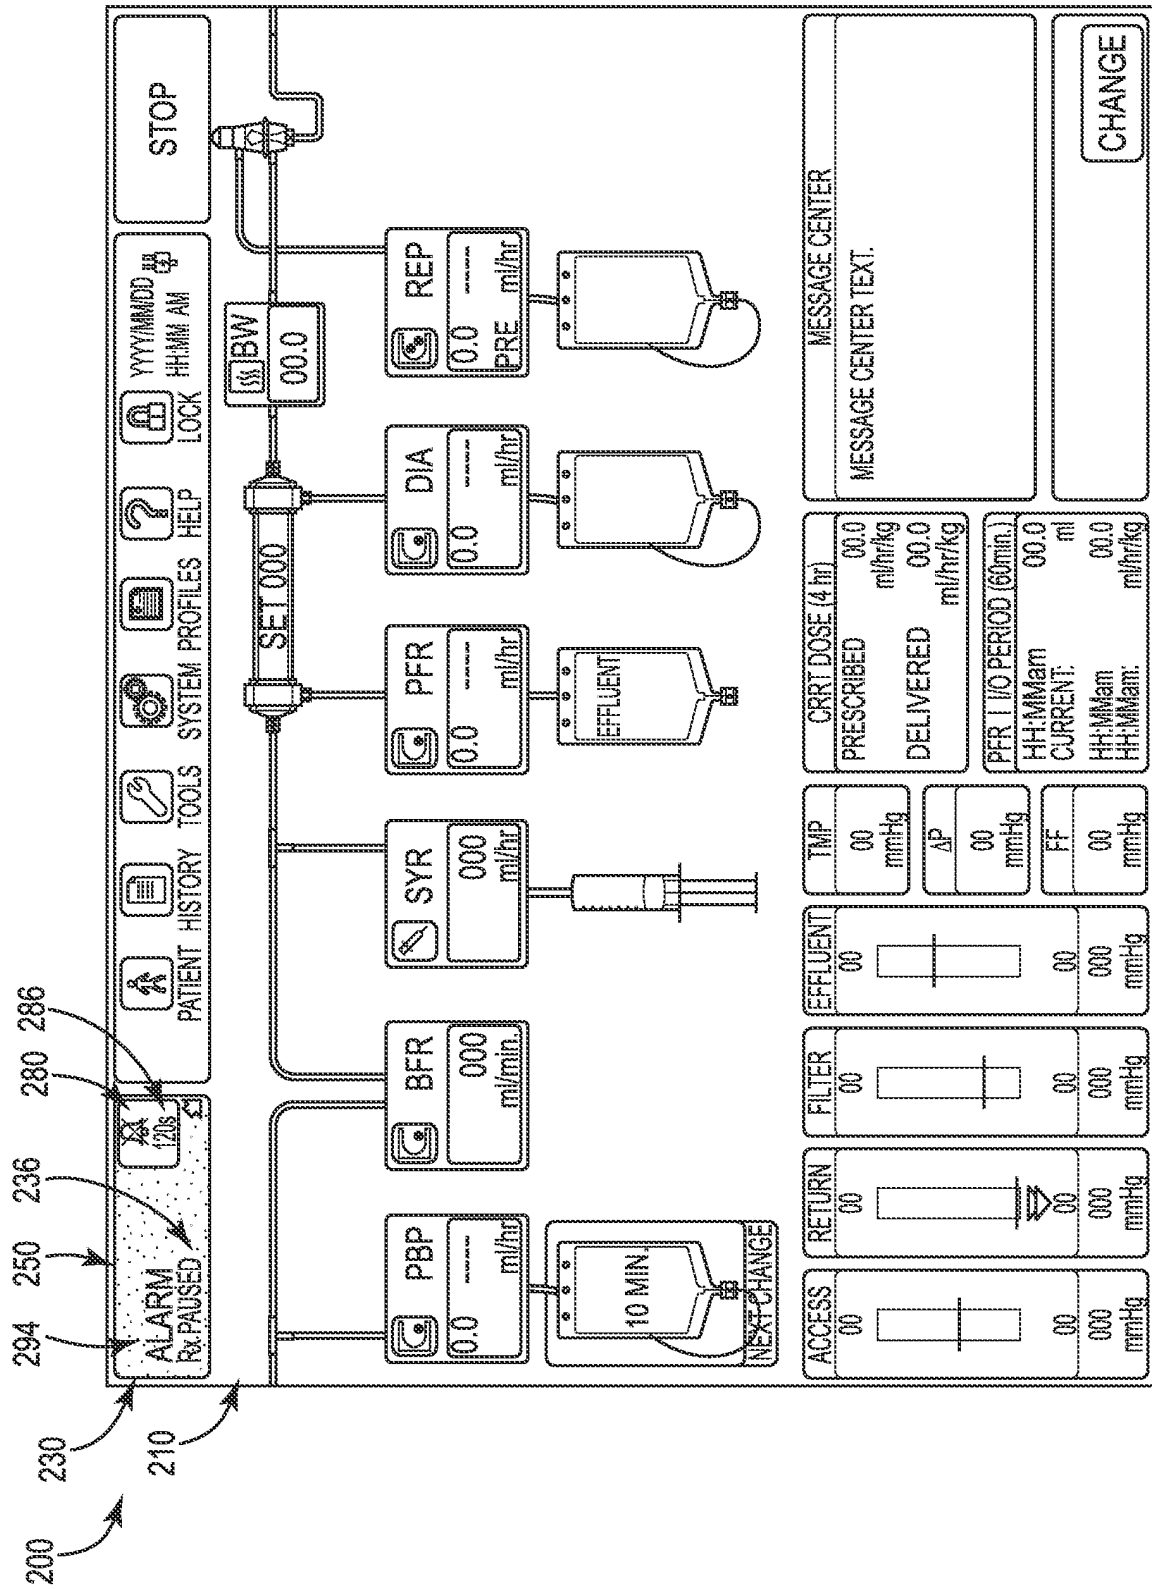 200
230
210
294
250
236
280
286
ALARM
Rx PAUSED
120s
PATIENT
HISTORY
TOOLS
SYSTEM
PROFILES
HELP
LOCK
YYYY/MM/DD
HH:MM AM
STOP
SET 000
BW
00.0
PBP
0.0 ----
ml/hr
BFR
000
ml/min.
SYR
000
ml/hr
PFR
0.0 ----
ml/hr
DIA
0.0 ----
ml/hr
REP
0.0 ----
PRE ml/hr
10 MIN.
NEXT CHANGE
EFFLUENT
ACCESS
00
00
000
mmHg
RETURN
00
00
000
mmHg
FILTER
00
00
000
mmHg
EFFLUENT
00
00
000
mmHg
TMP
00
mmHg
ΔP
00
mmHg
FF
00
mmHg
CRRT DOSE (4 hr)
PRESCRIBED 00.0
ml/hr/kg
DELIVERED 00.0
ml/hr/kg
PFR | I/O PERIOD (60min.)
HH:MMam 00.0
CURRENT: ml
HH:MMam 00.0
HH:MMam: ml/hr/kg
MESSAGE CENTER
MESSAGE CENTER TEXT.
CHANGE